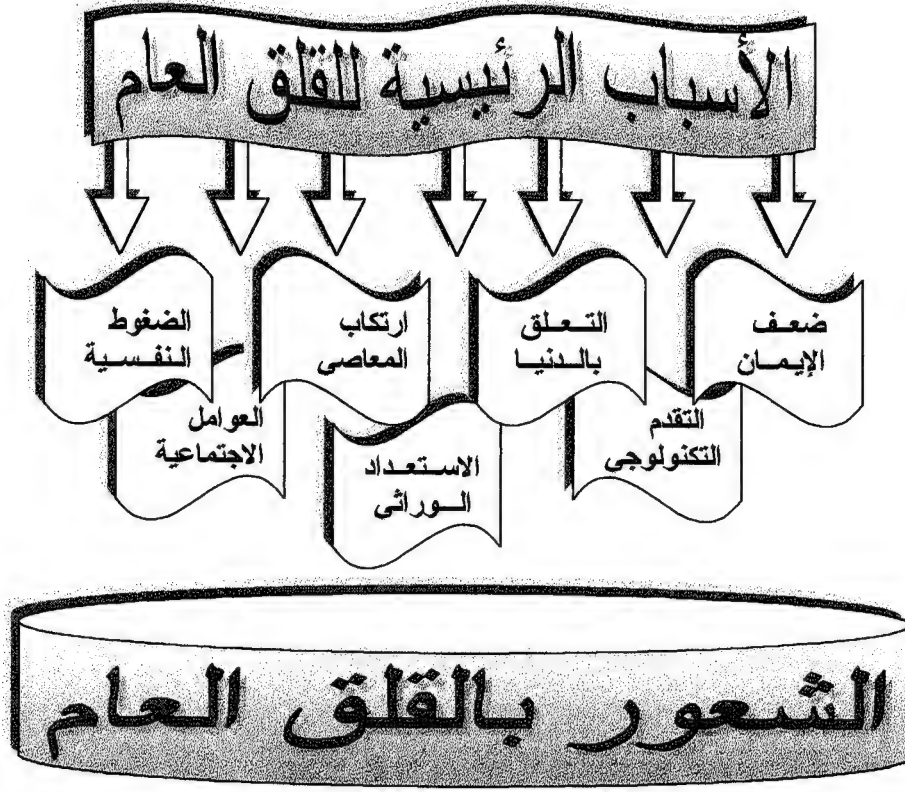 الأسباب الرئيسية للقلق العام
ضعف
الإيمان
التقدم
التكنولوجى
التعلق
بالدنيا
الاستعداد
الوراثى
ارتكاب
المعاصى
العوامل
الاجتماعية
الضغوط
النفسية
الشعور بالقلق العام